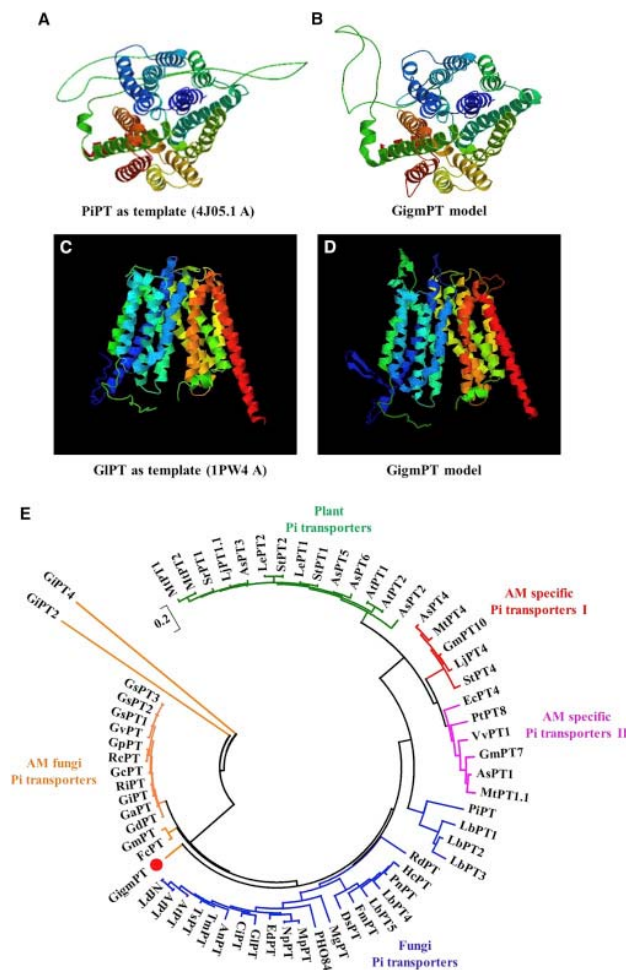 A
B
PiPT as template (4J05.1 A)
GigmPT model
C
D
GlPT as template (1PW4 A)
GigmPT model
E
Plant
Pi transporters
MtPT1
MtPT2
SrPT1
LjPT1.1
AsPT3
LePT2
StPT2
LePT1
StPT1
AsPT5
AsPT6
AtPT1
AtPT2
AsPT2
0.2
GiPT4
GiPT2
AM specific
Pi transporters I
AsPT4
MtPT4
GmPT10
LjPT4
StPT4
AM specific
Pi transporters II
EcPT4
PtPT8
VvPT1
GmPT7
AsPT1
MtPT1.1
AM fungi
Pi transporters
GsPT3
GsPT2
GsPT1
GvPT
GpPT
RcPT
GcPT
RiPT
GiPT
GaPT
GdPT
GmPT
FcPT
GigmPT
PiPT
LbPT1
LbPT2
LbPT3
RdPT
HcPT
PnPT
LbPT4
LbPT5
FmPT
DsPT
MgPT
PHO84
MpPT
NpPT
EdPT
GlPT
CiPT
AnPT
TmPT
TsPT
AtPT
AfPT
NfPT
Fungi
Pi transporters